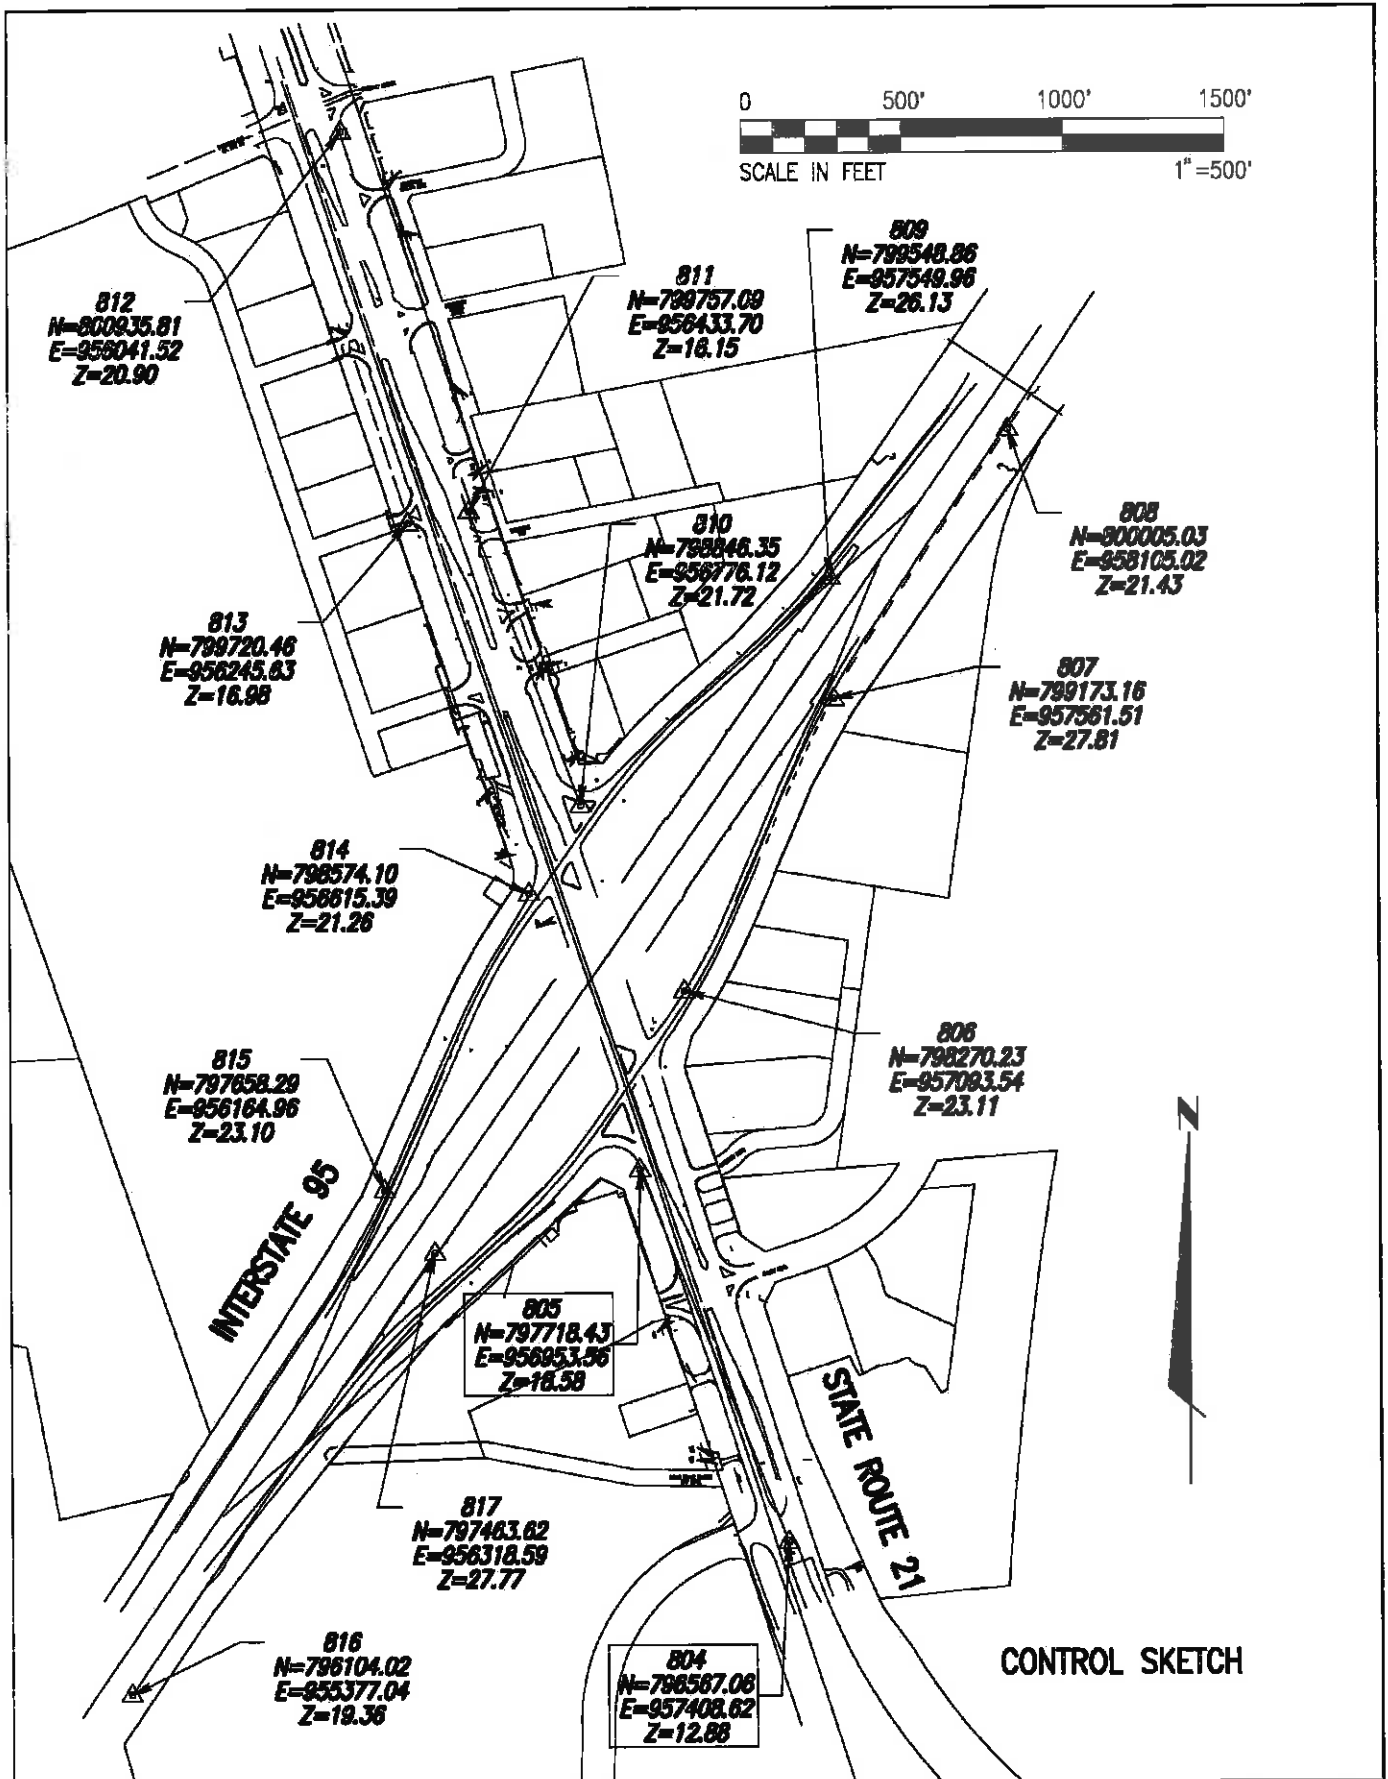 0 500' 1000' 1500'
SCALE IN FEET 1"=500'
809
N=799548.86
E=957549.96
Z=26.13
811
N=799757.09
E=956433.70
Z=16.15
812
N=800935.81
E=956041.52
Z=20.90
808
N=800005.03
E=958105.02
Z=21.43
810
N=798846.35
E=956776.12
Z=21.72
813
N=799720.46
E=956245.63
Z=16.98
807
N=799173.16
E=957561.51
Z=27.81
814
N=798574.10
E=956615.39
Z=21.26
806
N=798270.23
E=957093.54
Z=23.11
815
N=797658.29
E=956164.96
Z=23.10
N
INTERSTATE 95
805
N=797718.43
E=956953.56
Z=18.58
STATE ROUTE 21
817
N=797463.62
E=956318.59
Z=27.77
816
N=796104.02
E=955377.04
Z=19.36
804
N=796567.06
E=957408.62
Z=12.88
CONTROL SKETCH